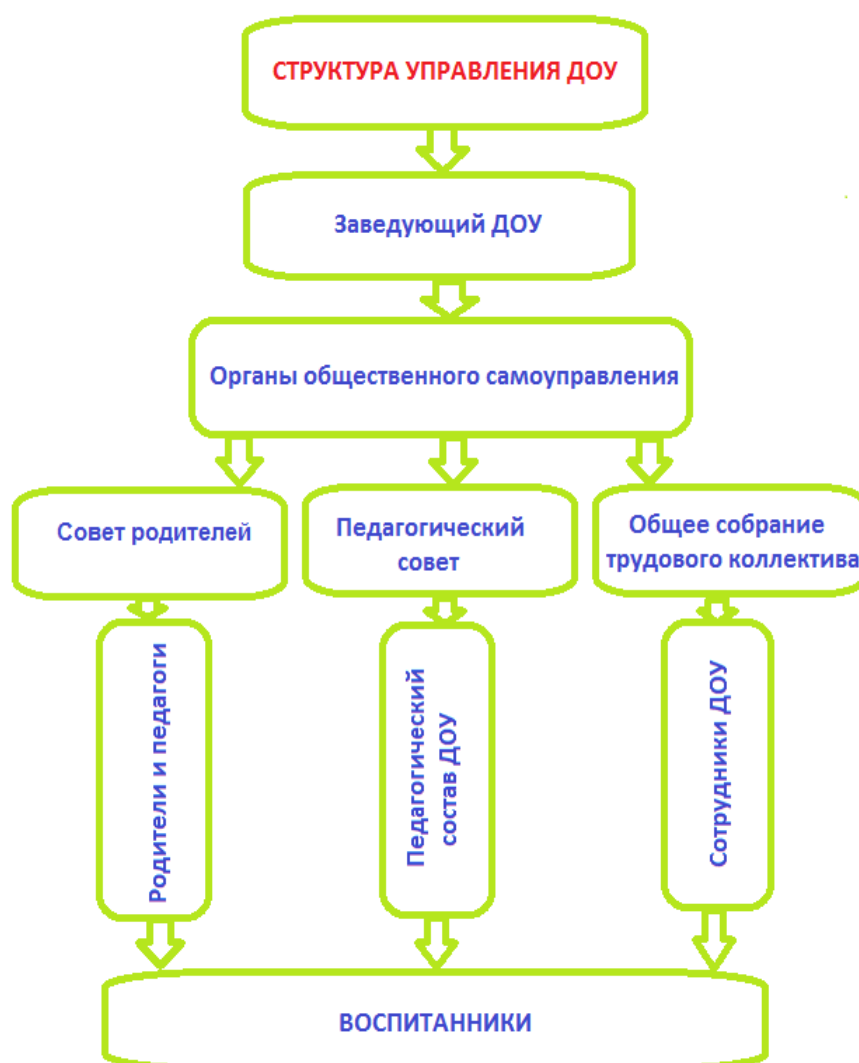 СТРУКТУРА УПРАВЛЕНИЯ ДОУ
Заведующий ДОУ
Органы общественного самоуправления
Совет родителей
Педагогический
совет
Общее собрание
трудового коллектива
Родители и педагоги
Педагогический
состав ДОУ
Сотрудники ДОУ
ВОСПИТАННИКИ